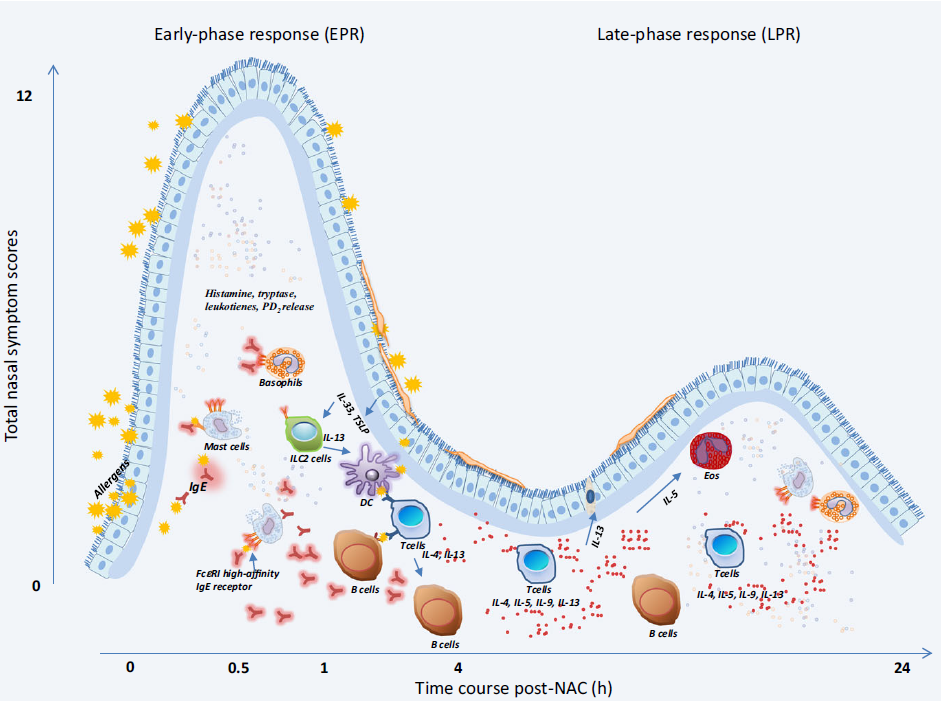 Early-phase response (EPR)
Late-phase response (LPR)
12
Total nasal symptom scores
0
Histamine, tryptase,
leukotienes, PD2 release
Basophils
IL-33, TSLP
Mast cells
IL-13
ILC2 cells
Allergens
IgE
DC
Eos
IL-5
IL-13
Tcells
IL-4, IL-13
FcɛRI high-affinity
IgE receptor
B cells
B cells
Tcells
IL-4, IL-5, IL-9, IL-13
Tcells
IL-4, IL-5, IL-9, IL-13
B cells
0
0.5
1
4
24
Time course post-NAC (h)